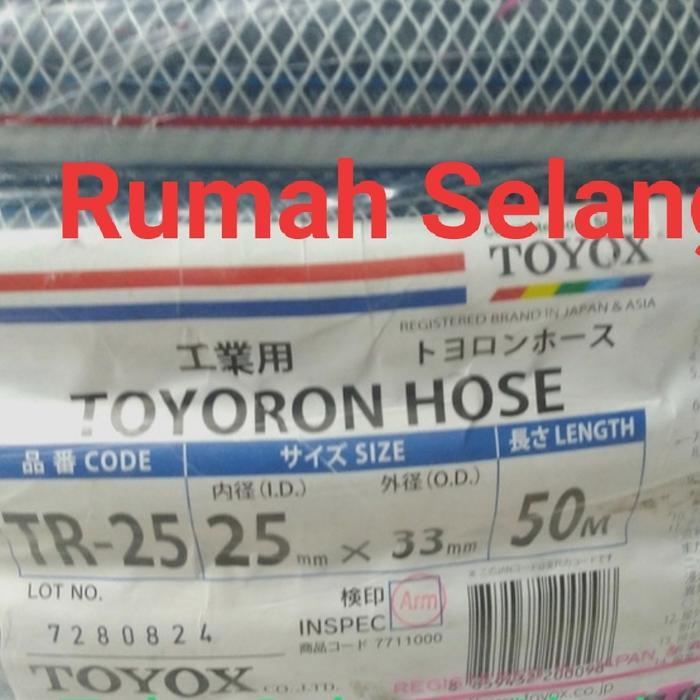 Rumah Selang
TOYOX
REGISTERED BRAND IN JAPAN & ASIA
工業用 トヨロンホース
TOYORON HOSE
品番 CODE サイズ SIZE 長さ LENGTH
内径(I.D.) 外径(O.D.)
TR-25 25mm × 33mm 50M
LOT NO. 検印 Arm
7280824 INSPEC
商品コード 7711000
TOYOX CO.,LTD.